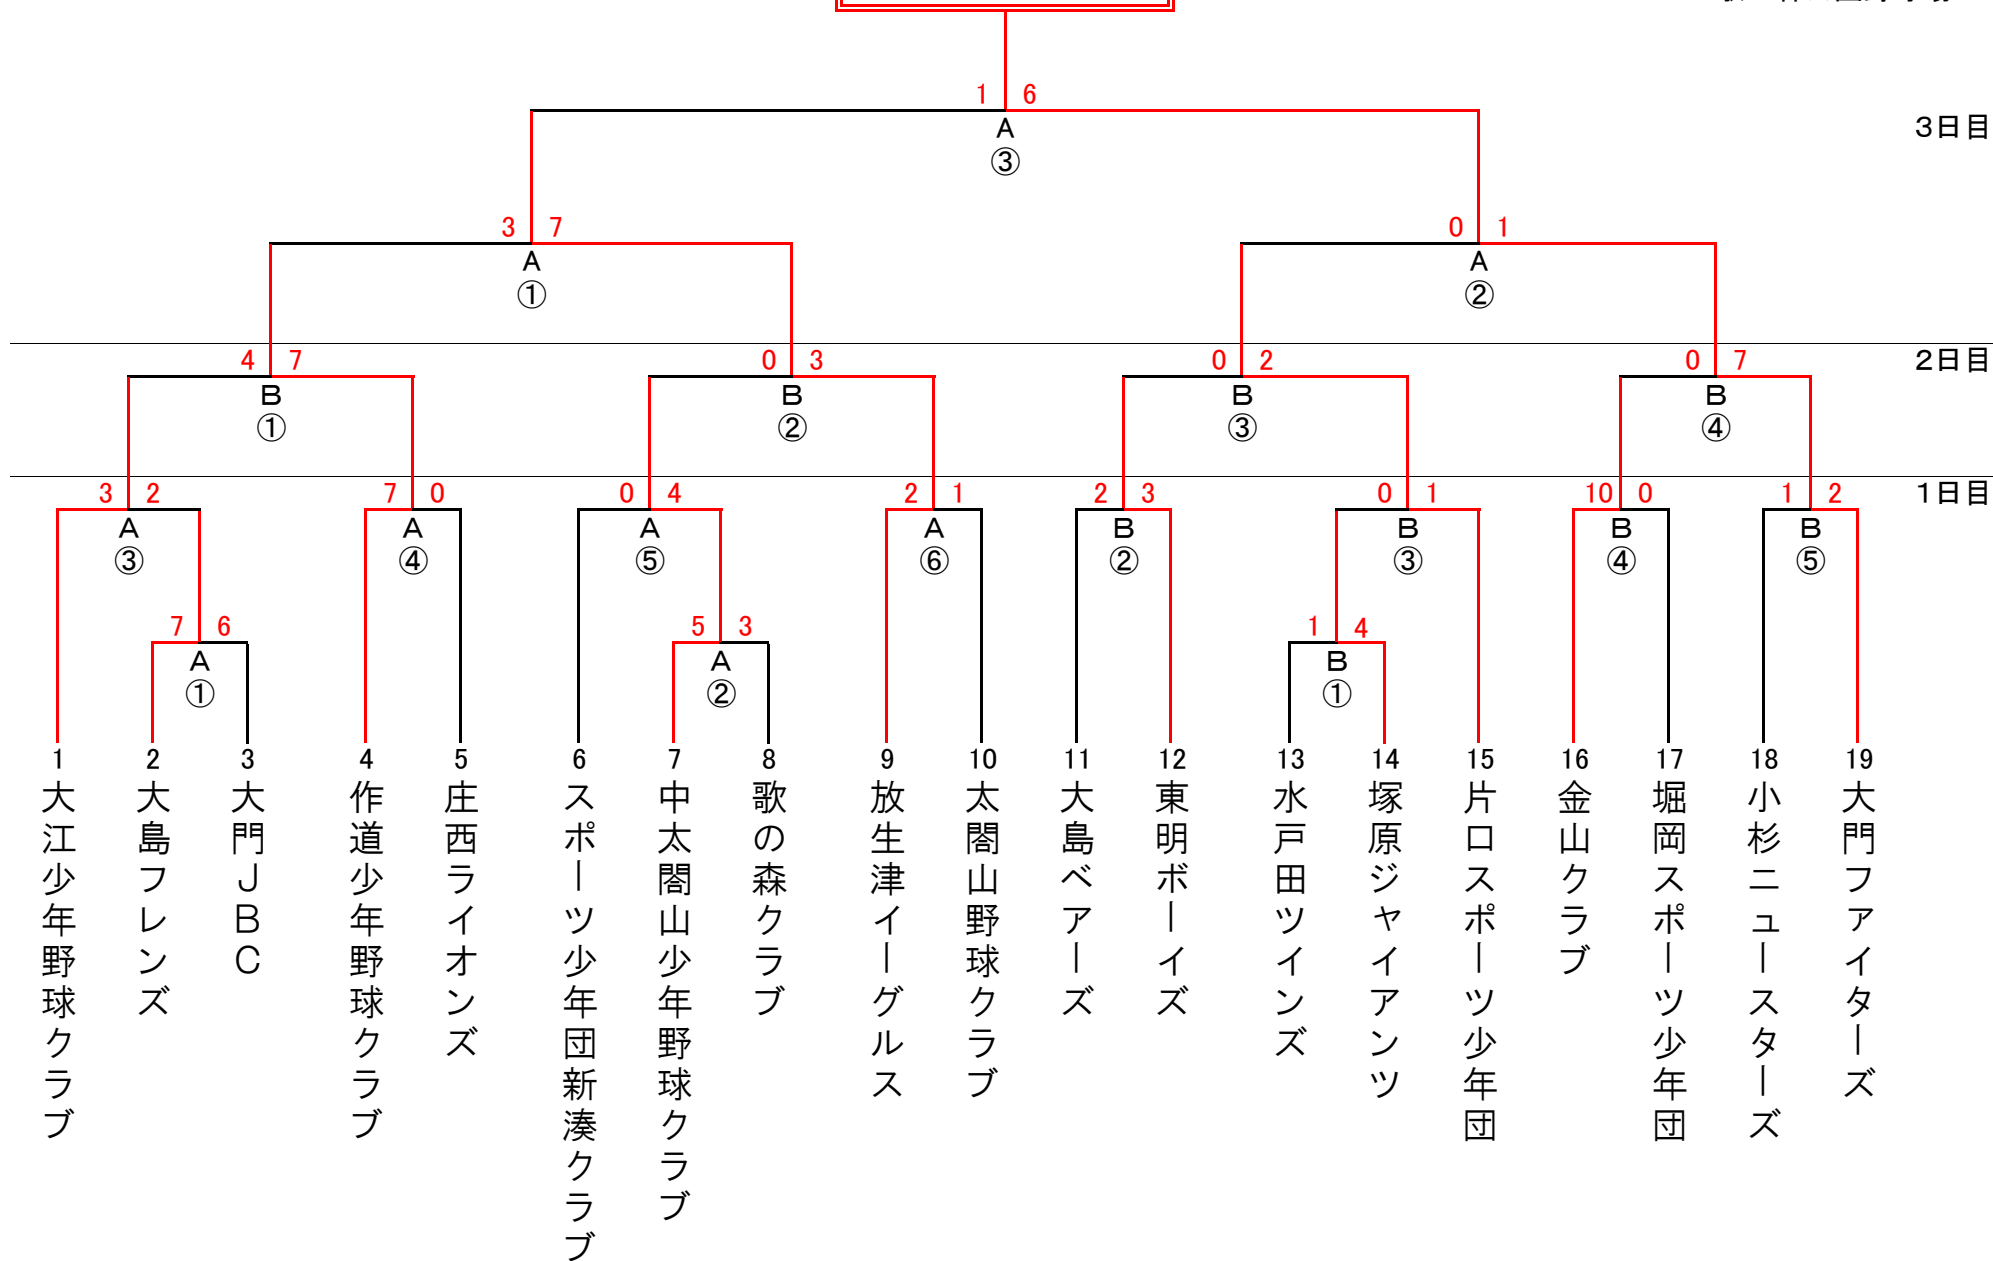 1 6
A
③
3日目
3 7
A
①
0 1
A
②
2日目
4 7
B
①
0 3
B
②
0 2
B
③
0 7
B
④
1日目
3 2
A
③
7 0
A
④
0 4
A
⑤
2 1
A
⑥
2 3
B
②
0 1
B
③
10 0
B
④
1 2
B
⑤
7 6
A
①
5 3
A
②
1 4
B
①
1
大江少年野球クラブ
2
大島フレンズ
3
大門JBC
4
作道少年野球クラブ
5
庄西ライオンズ
6
スポーツ少年団新湊クラブ
7
中太閤山少年野球クラブ
8
歌の森クラブ
9
放生津イーグルス
10
太閤山野球クラブ
11
大島ベアーズ
12
東明ボーイズ
13
水戸田ツインズ
14
塚原ジャイアンツ
15
片口スポーツ少年団
16
金山クラブ
17
堀岡スポーツ少年団
18
小杉ニュースターズ
19
大門ファイターズ